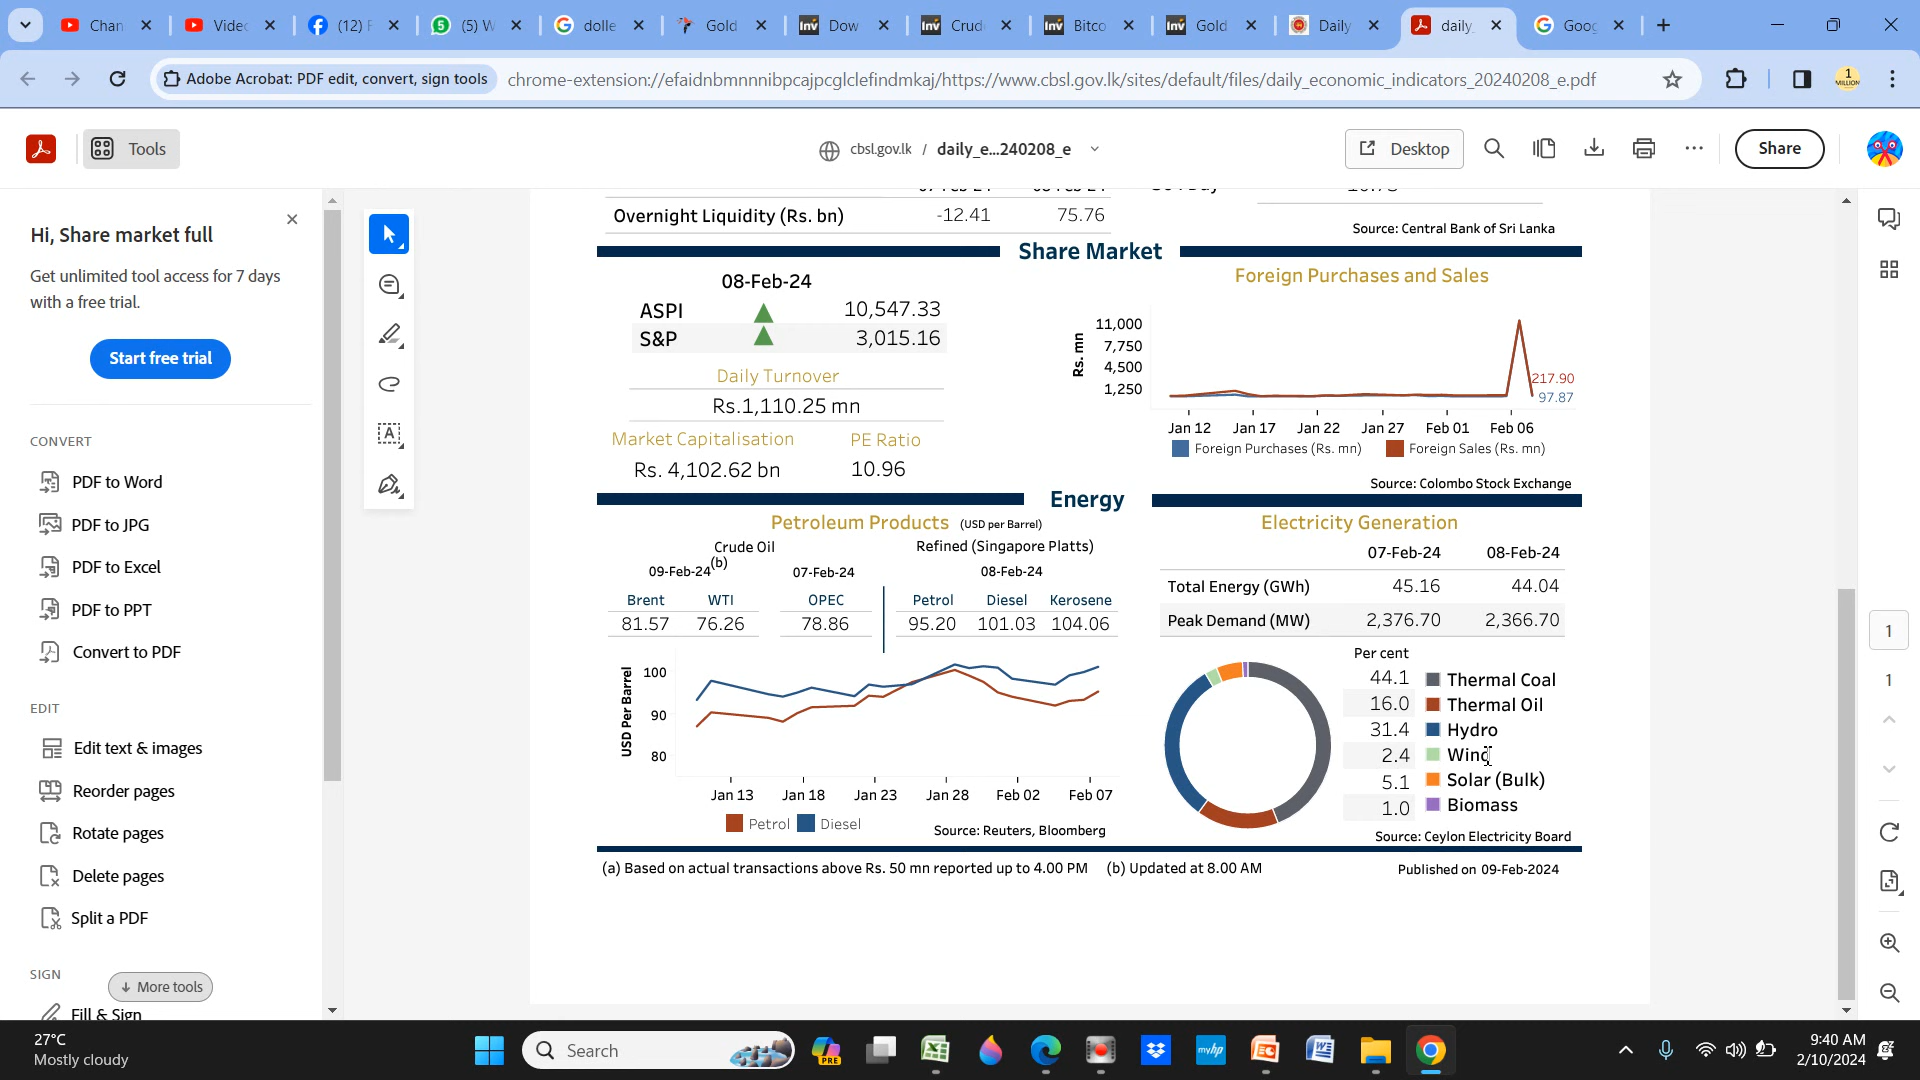 Chan
Videc
(12) F
(5) W
dolle
Gold
Dow
Crud
Bitco
Gold
Daily
daily_
Goog
Adobe Acrobat: PDF edit, convert, sign tools
chrome-extension://efaidnbmnnnibpcajpcglclefindmkaj/https://www.cbsl.gov.lk/sites/default/files/daily_economic_indicators_20240208_e.pdf
1 MILLION
Tools
cbsl.gov.lk / daily_e...240208_e
Desktop
Share
Hi, Share market full
Get unlimited tool access for 7 days
with a free trial.
Start free trial
CONVERT
PDF to Word
PDF to JPG
PDF to Excel
PDF to PPT
Convert to PDF
EDIT
Edit text & images
Reorder pages
Rotate pages
Delete pages
Split a PDF
SIGN
More tools
Fill & Sign
Overnight Liquidity (Rs. bn) -12.41 75.76
Source: Central Bank of Sri Lanka
Share Market
08-Feb-24
ASPI 10,547.33
S&P 3,015.16
Daily Turnover
Rs.1,110.25 mn
Market Capitalisation PE Ratio
Rs. 4,102.62 bn 10.96
Foreign Purchases and Sales
Rs. mn
11,000
7,750
4,500
1,250
217.90
97.87
Jan 12 Jan 17 Jan 22 Jan 27 Feb 01 Feb 06
Foreign Purchases (Rs. mn) Foreign Sales (Rs. mn)
Source: Colombo Stock Exchange
Energy
Petroleum Products (USD per Barrel)
Crude Oil Refined (Singapore Platts)
09-Feb-24(b) 07-Feb-24 08-Feb-24
Brent WTI OPEC Petrol Diesel Kerosene
81.57 76.26 78.86 95.20 101.03 104.06
USD Per Barrel
100
90
80
Jan 13 Jan 18 Jan 23 Jan 28 Feb 02 Feb 07
Petrol Diesel
Source: Reuters, Bloomberg
Electricity Generation
07-Feb-24 08-Feb-24
Total Energy (GWh) 45.16 44.04
Peak Demand (MW) 2,376.70 2,366.70
Per cent
44.1 Thermal Coal
16.0 Thermal Oil
31.4 Hydro
2.4 Wind
5.1 Solar (Bulk)
1.0 Biomass
Source: Ceylon Electricity Board
(a) Based on actual transactions above Rs. 50 mn reported up to 4.00 PM (b) Updated at 8.00 AM
Published on 09-Feb-2024
1
1
27°C
Mostly cloudy
Search
PRE
myhp
9:40 AM
2/10/2024